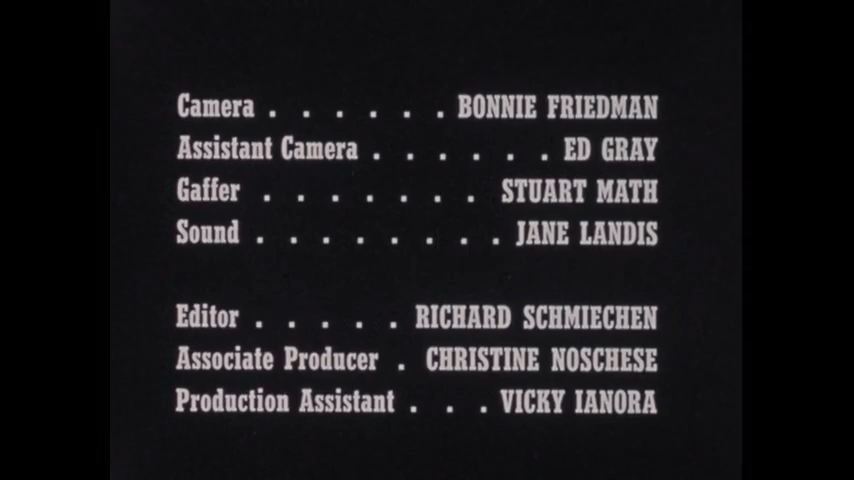 Camera . . . . . . BONNIE FRIEDMAN
Assistant Camera . . . . . . ED GRAY
Gaffer . . . . . . . STUART MATH
Sound . . . . . . . . JANE LANDIS
Editor . . . . . RICHARD SCHMIECHEN
Associate Producer . CHRISTINE NOSCHESE
Production Assistant . . . VICKY IANORA